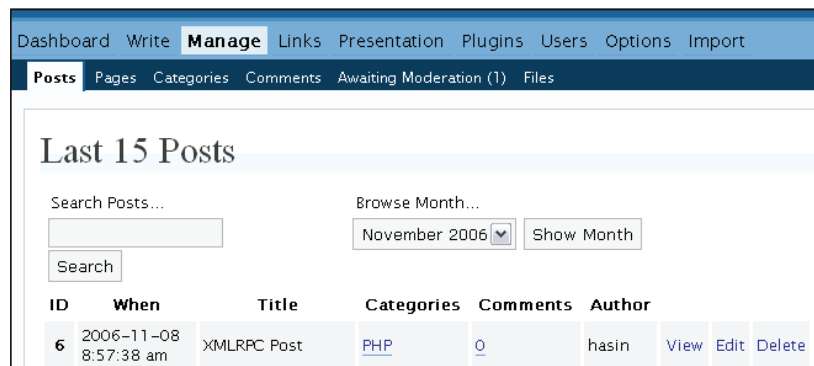 Dashboard Write Manage Links Presentation Plugins Users Options Import
Posts Pages Categories Comments Awaiting Moderation (1) Files
Last 15 Posts
Search Posts... Browse Month...
November 2006 Show Month
Search
ID When Title Categories Comments Author
6 2006-11-08 8:57:38 am XMLRPC Post PHP 0 hasin View Edit Delete